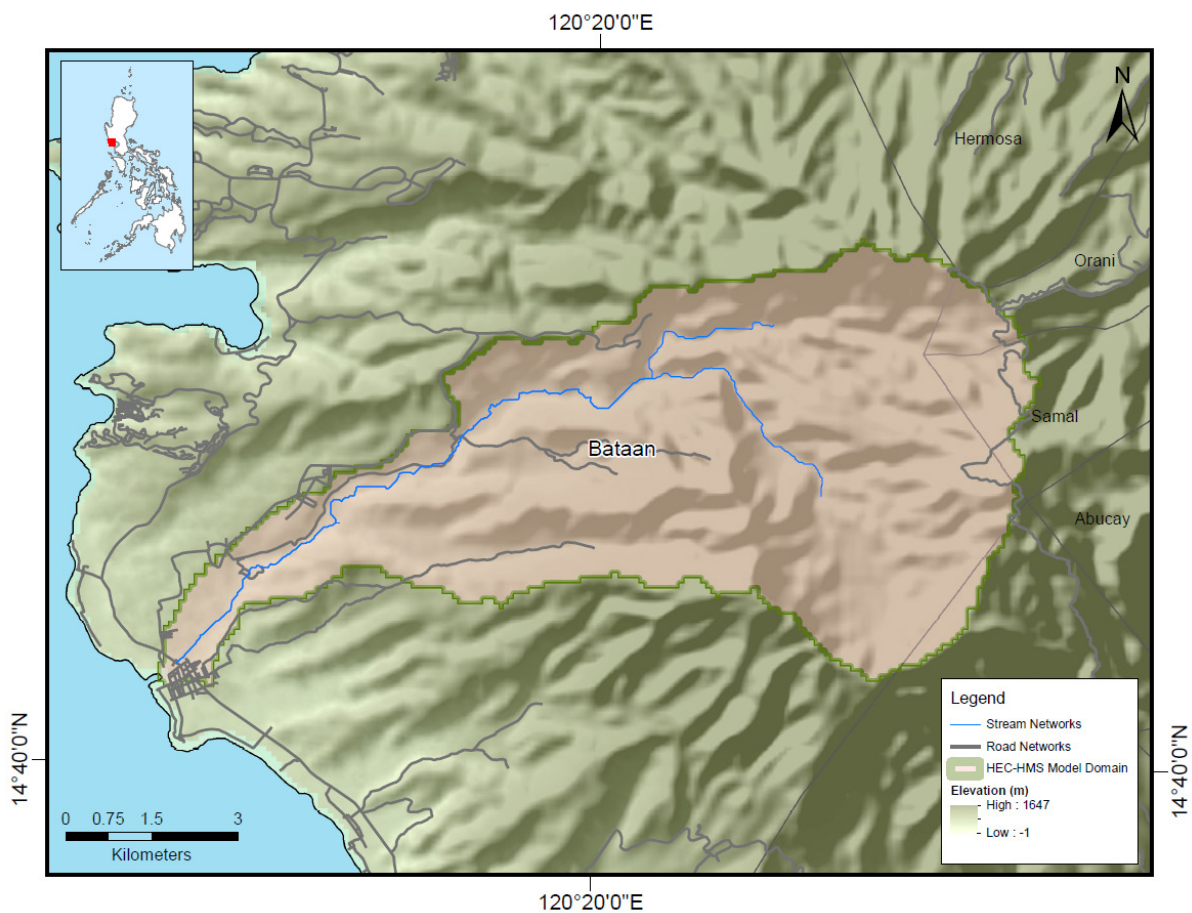 120°20'0"E
N
Hermosa
Orani
Samal
Bataan
Abucay
14°40'0"N
14°40'0"N
Legend
Stream Networks
Road Networks
HEC-HMS Model Domain
Elevation (m)
High : 1647
Low : -1
0 0.75 1.5 3
Kilometers
120°20'0"E